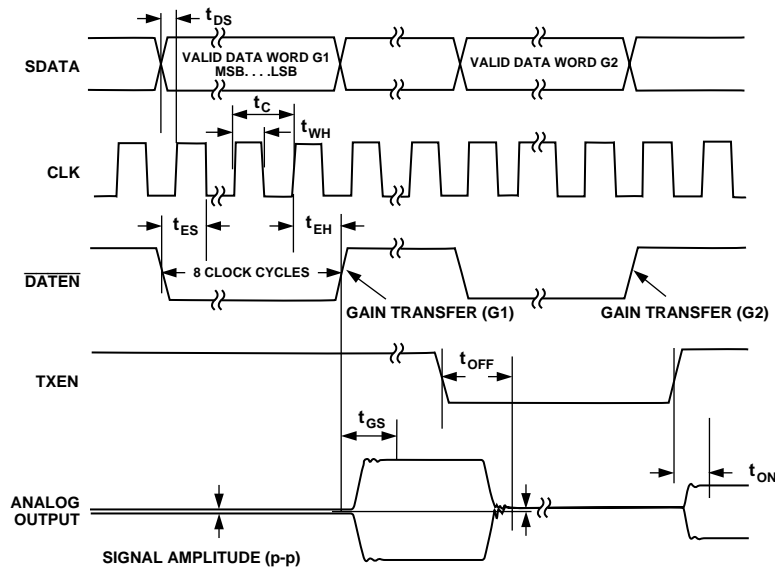 tDS
SDATA
VALID DATA WORD G1
MSB. . . .LSB
VALID DATA WORD G2
tC
tWH
CLK
tES
tEH
DATEN
8 CLOCK CYCLES
GAIN TRANSFER (G1)
GAIN TRANSFER (G2)
TXEN
tOFF
tGS
tON
ANALOG
OUTPUT
SIGNAL AMPLITUDE (p-p)